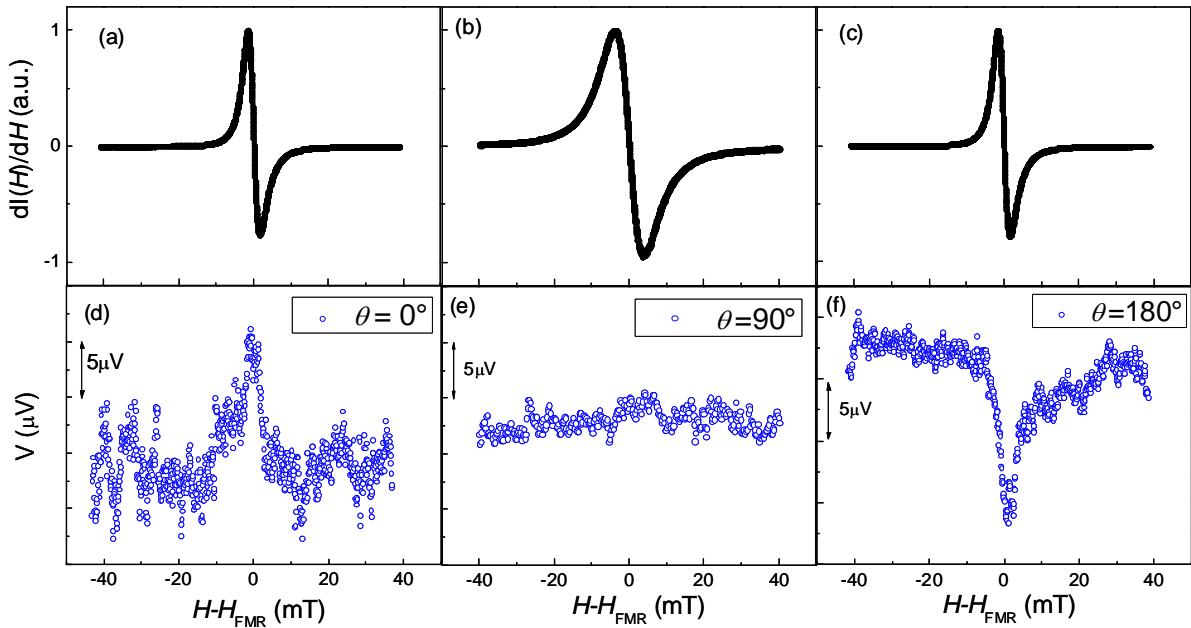 (a)
(b)
(c)
dI(H)/dH (a.u.)
1
0
-1
(d)
θ = 0°
(e)
θ=90°
(f)
θ=180°
5μV
5μV
5μV
V (μV)
-40 -20 0 20 40
-40 -20 0 20 40
-40 -20 0 20 40
H-H_FMR (mT)
H-H_FMR (mT)
H-H_FMR (mT)